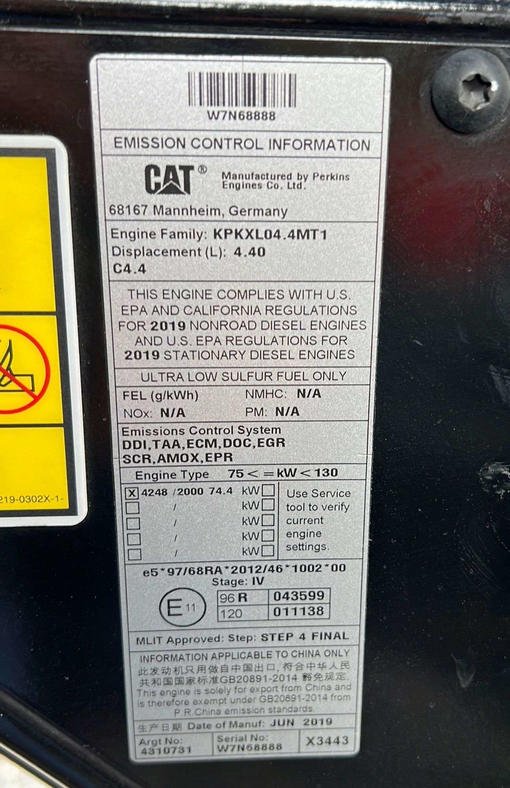 W7N68888
EMISSION CONTROL INFORMATION
CAT® Manufactured by Perkins
Engines Co. Ltd.
68167 Mannheim, Germany
Engine Family: KPKXL04.4MT1
Displacement (L): 4.40
C4.4
THIS ENGINE COMPLIES WITH U.S.
EPA AND CALIFORNIA REGULATIONS
FOR 2019 NONROAD DIESEL ENGINES
AND U.S. EPA REGULATIONS FOR
2019 STATIONARY DIESEL ENGINES
ULTRA LOW SULFUR FUEL ONLY
FEL (g/kWh) NMHC: N/A
NOx: N/A PM: N/A
Emissions Control System
DDI,TAA,ECM,DOC,EGR
SCR,AMOX,EPR
Engine Type 75<=kW<130
X 4248 /2000 74.4 kW
/ kW
/ kW
/ kW
/ kW
Use Service
tool to verify
current
engine
settings.
e5*97/68RA*2012/46*1002*00
Stage: IV
E 11
96 R 043599
120 011138
MLIT Approved: Step: STEP 4 FINAL
INFORMATION APPLICABLE TO CHINA ONLY
此发动机只用做自中国出口, 符合中华人民
共和国国家标准GB20891-2014 豁免规定.
This engine is solely for export from China and
is therefore exempt under GB20891-2014 from
P.R.China emission standards.
生产日期 Date of Manuf: JUN 2019
Argt No:
4310731
Serial No:
W7N68888
X3443
219-0302X-1-